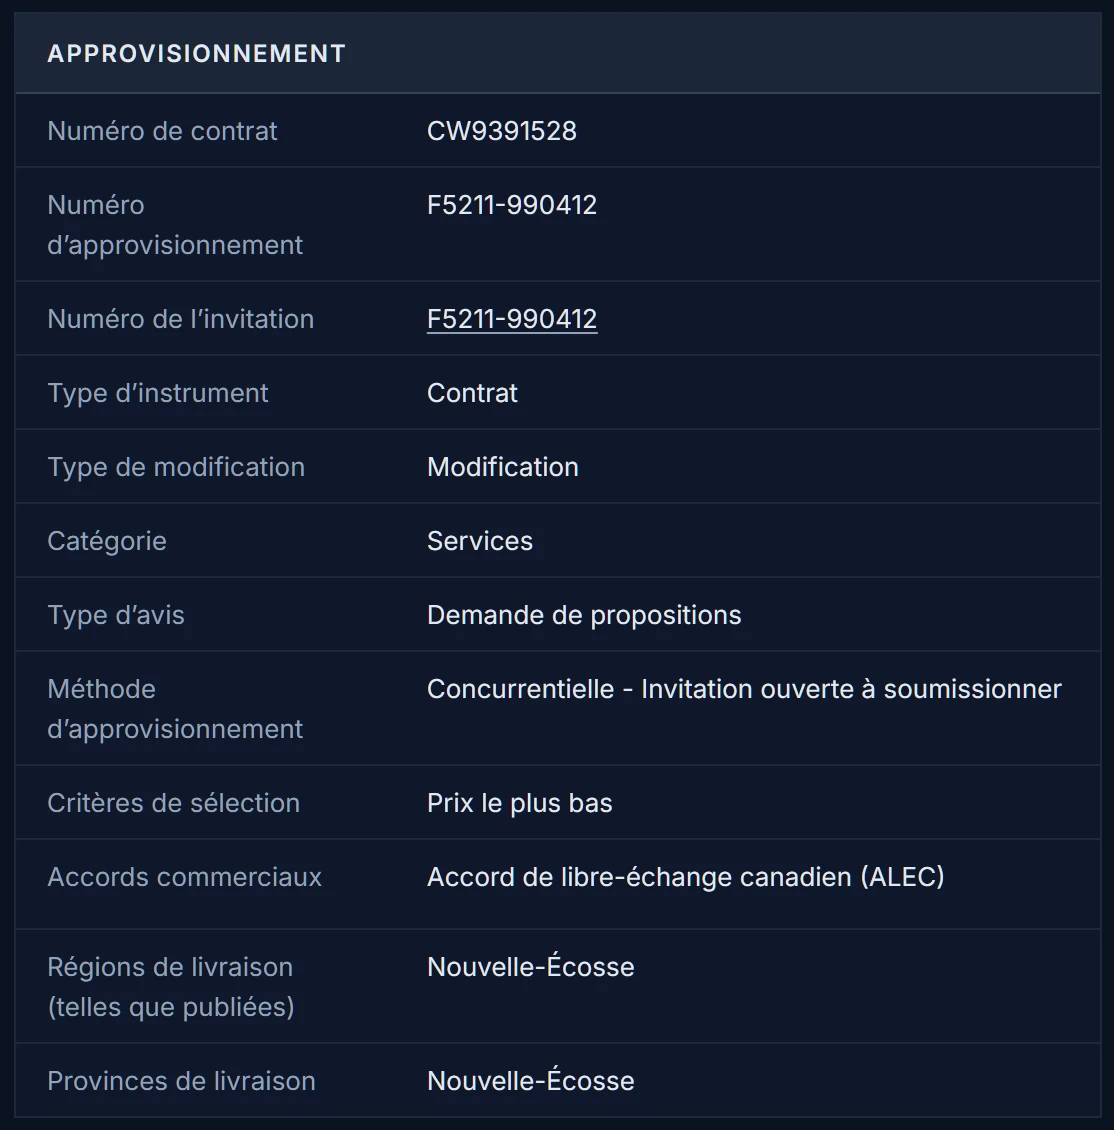 APPROVISIONNEMENT
Numéro de contrat CW9391528
Numéro F5211-990412
d’approvisionnement
Numéro de l’invitation F5211-990412
Type d’instrument Contrat
Type de modification Modification
Catégorie Services
Type d’avis Demande de propositions
Méthode Concurrentielle - Invitation ouverte à soumissionner
d’approvisionnement
Critères de sélection Prix le plus bas
Accords commerciaux Accord de libre-échange canadien (ALEC)
Régions de livraison Nouvelle-Écosse
(telles que publiées)
Provinces de livraison Nouvelle-Écosse